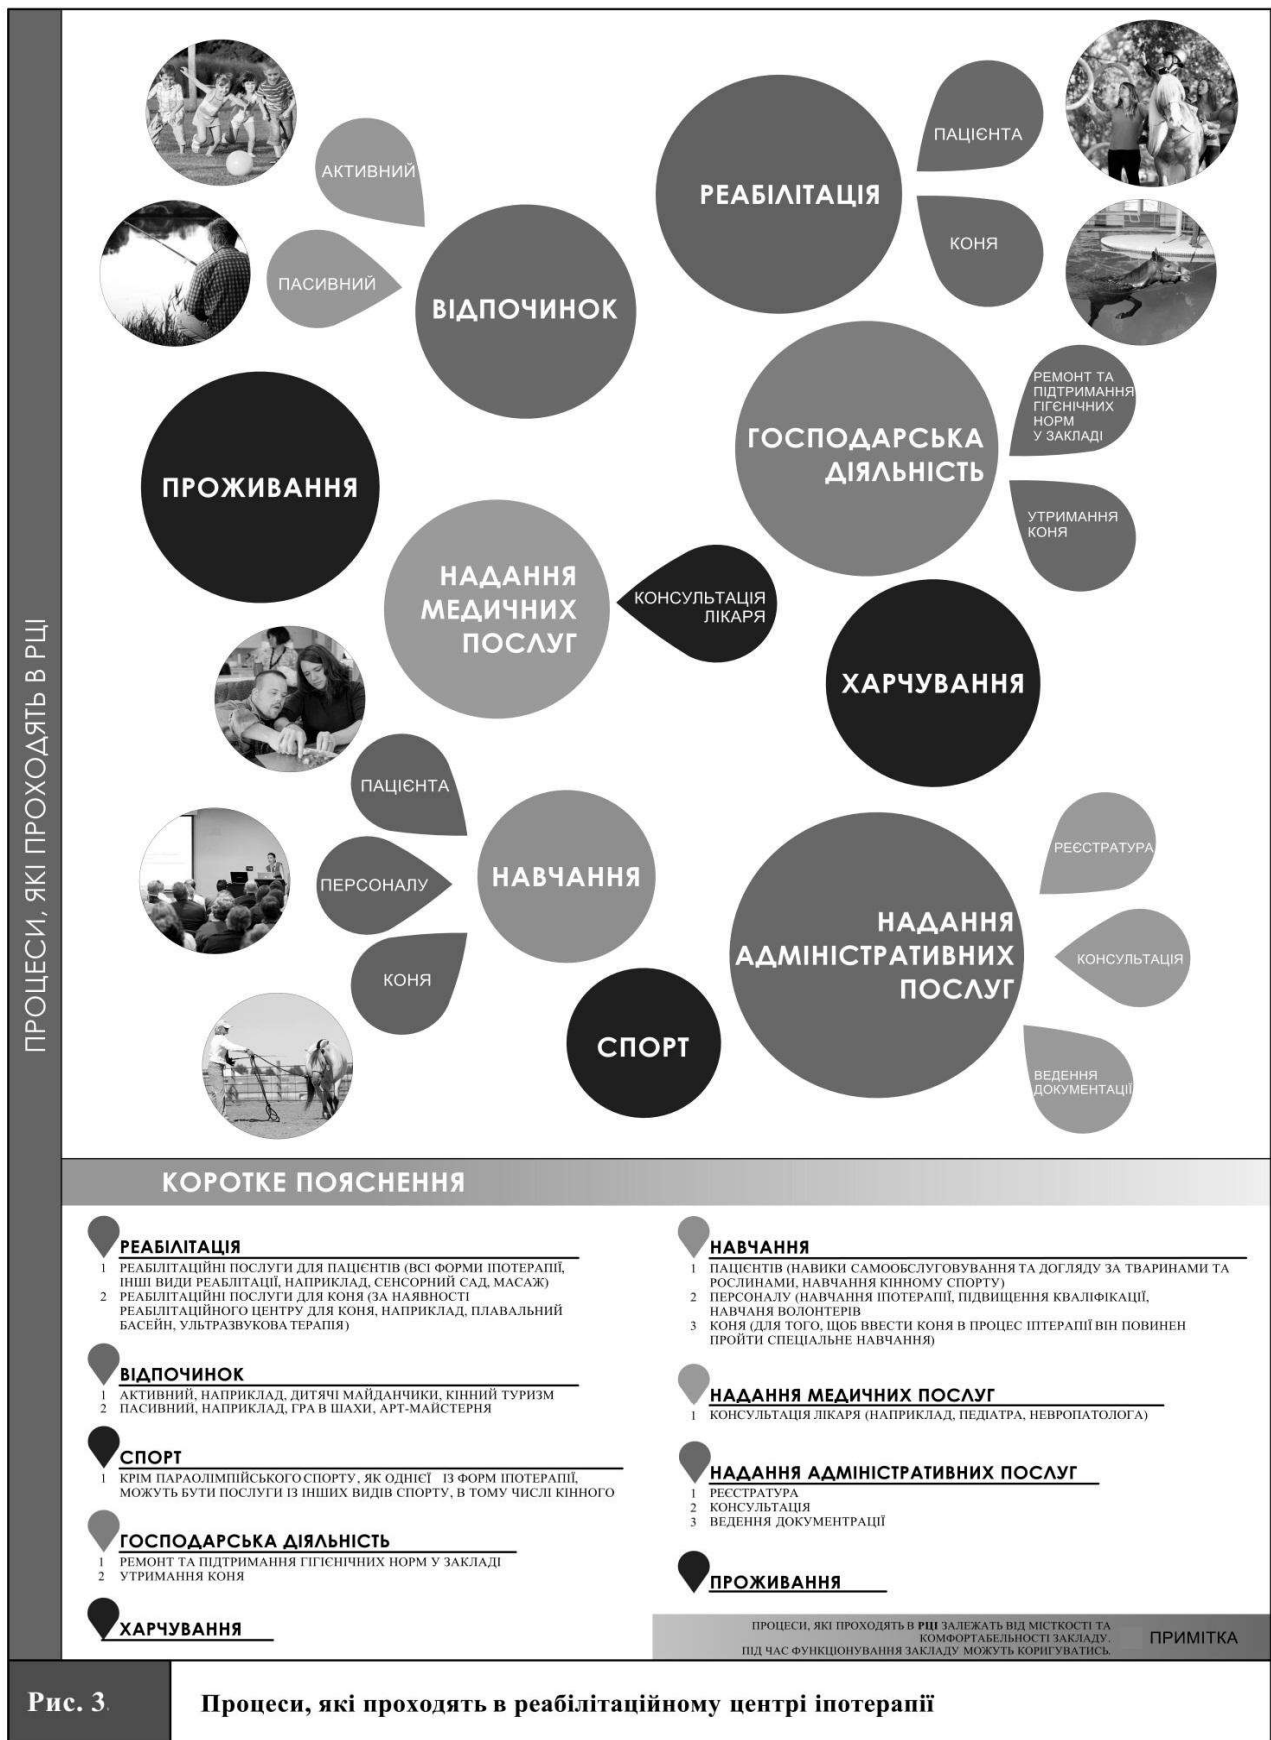 ПРОЦЕСИ, ЯКІ ПРОХОДЯТЬ В РЦІ
АКТИВНИЙ
ПАСИВНИЙ
ВІДПОЧИНОК
РЕАБІЛІТАЦІЯ
ПАЦІЄНТА
КОНЯ
ПРОЖИВАННЯ
ГОСПОДАРСЬКА
ДІЯЛЬНІСТЬ
РЕМОНТ ТА
ПІДТРИМАННЯ
ГІГЄНІЧНИХ
НОРМ
У ЗАКЛАДІ
УТРИМАННЯ
КОНЯ
НАДАННЯ
МЕДИЧНИХ
ПОСЛУГ
КОНСУЛЬТАЦІЯ
ЛІКАРЯ
ХАРЧУВАННЯ
ПАЦІЄНТА
ПЕРСОНАЛУ
КОНЯ
НАВЧАННЯ
СПОРТ
НАДАННЯ
АДМІНІСТРАТИВНИХ
ПОСЛУГ
РЕЄСТРАТУРА
КОНСУЛЬТАЦІЯ
ВЕДЕННЯ
ДОКУМЕНТАЦІЇ
КОРОТКЕ ПОЯСНЕННЯ
РЕАБІЛІТАЦІЯ
1 РЕАБІЛІТАЦІЙНІ ПОСЛУГИ ДЛЯ ПАЦІЄНТІВ (ВСІ ФОРМИ ІПОТЕРАПІЇ,
ІНШІ ВИДИ РЕАБЛІТАЦІЇ, НАПРИКЛАД, СЕНСОРНИЙ САД, МАСАЖ)
2 РЕАБІЛІТАЦІЙНІ ПОСЛУГИ ДЛЯ КОНЯ (ЗА НАЯВНОСТІ
РЕАБІЛІТАЦІЙНОГО ЦЕНТРУ ДЛЯ КОНЯ, НАПРИКЛАД, ПЛАВАЛЬНИЙ
БАСЕЙН, УЛЬТРАЗВУКОВА ТЕРАПІЯ)
ВІДПОЧИНОК
1 АКТИВНИЙ, НАПРИКЛАД, ДИТЯЧІ МАЙДАНЧИКИ, КІННИЙ ТУРИЗМ
2 ПАСИВНИЙ, НАПРИКЛАД, ГРА В ШАХИ, АРТ-МАЙСТЕРНЯ
СПОРТ
1 КРІМ ПАРАОЛІМПІЙСЬКОГО СПОРТУ, ЯК ОДНІЄЇ ІЗ ФОРМ ІПОТЕРАПІЇ,
МОЖУТЬ БУТИ ПОСЛУГИ ІЗ ІНШИХ ВИДІВ СПОРТУ, В ТОМУ ЧИСЛІ КІННОГО
ГОСПОДАРСЬКА ДІЯЛЬНІСТЬ
1 РЕМОНТ ТА ПІДТРИМАННЯ ГІГІЄНІЧНИХ НОРМ У ЗАКЛАДІ
2 УТРИМАННЯ КОНЯ
ХАРЧУВАННЯ
НАВЧАННЯ
1 ПАЦІЄНТІВ (НАВИКИ САМООБСЛУГОВУВАННЯ ТА ДОГЛЯДУ ЗА ТВАРИНАМИ ТА
РОСЛИНАМИ, НАВЧАННЯ КІННОМУ СПОРТУ)
2 ПЕРСОНАЛУ (НАВЧАННЯ ІПОТЕРАПІЇ, ПІДВИЩЕННЯ КВАЛІФІКАЦІЇ,
НАВЧАНЯ ВОЛОНТЕРІВ
3 КОНЯ (ДЛЯ ТОГО, ЩОБ ВВЕСТИ КОНЯ В ПРОЦЕС ІПТЕРАПІЇ ВІН ПОВИНЕН
ПРОЙТИ СПЕЦІАЛЬНЕ НАВЧАННЯ)
НАДАННЯ МЕДИЧНИХ ПОСЛУГ
1 КОНСУЛЬТАЦІЯ ЛІКАРЯ (НАПРИКЛАД, ПЕДІАТРА, НЕВРОПАТОЛОГА)
НАДАННЯ АДМІНІСТРАТИВНИХ ПОСЛУГ
1 РЕЄСТРАТУРА
2 КОНСУЛЬТАЦІЯ
3 ВЕДЕННЯ ДОКУМЕНТРАЦІЇ
ПРОЖИВАННЯ
ПРОЦЕСИ, ЯКІ ПРОХОДЯТЬ В РЦІ ЗАЛЕЖАТЬ ВІД МІСТКОСТІ ТА
КОМФОРТАБЕЛЬНОСТІ ЗАКЛАДУ.
ПІД ЧАС ФУНКЦІОНУВАННЯ ЗАКЛАДУ МОЖУТЬ КОРИГУВАТИСЬ.
ПРИМІТКА
Рис. 3.
Процеси, які проходять в реабілітаційному центрі іпотерапії